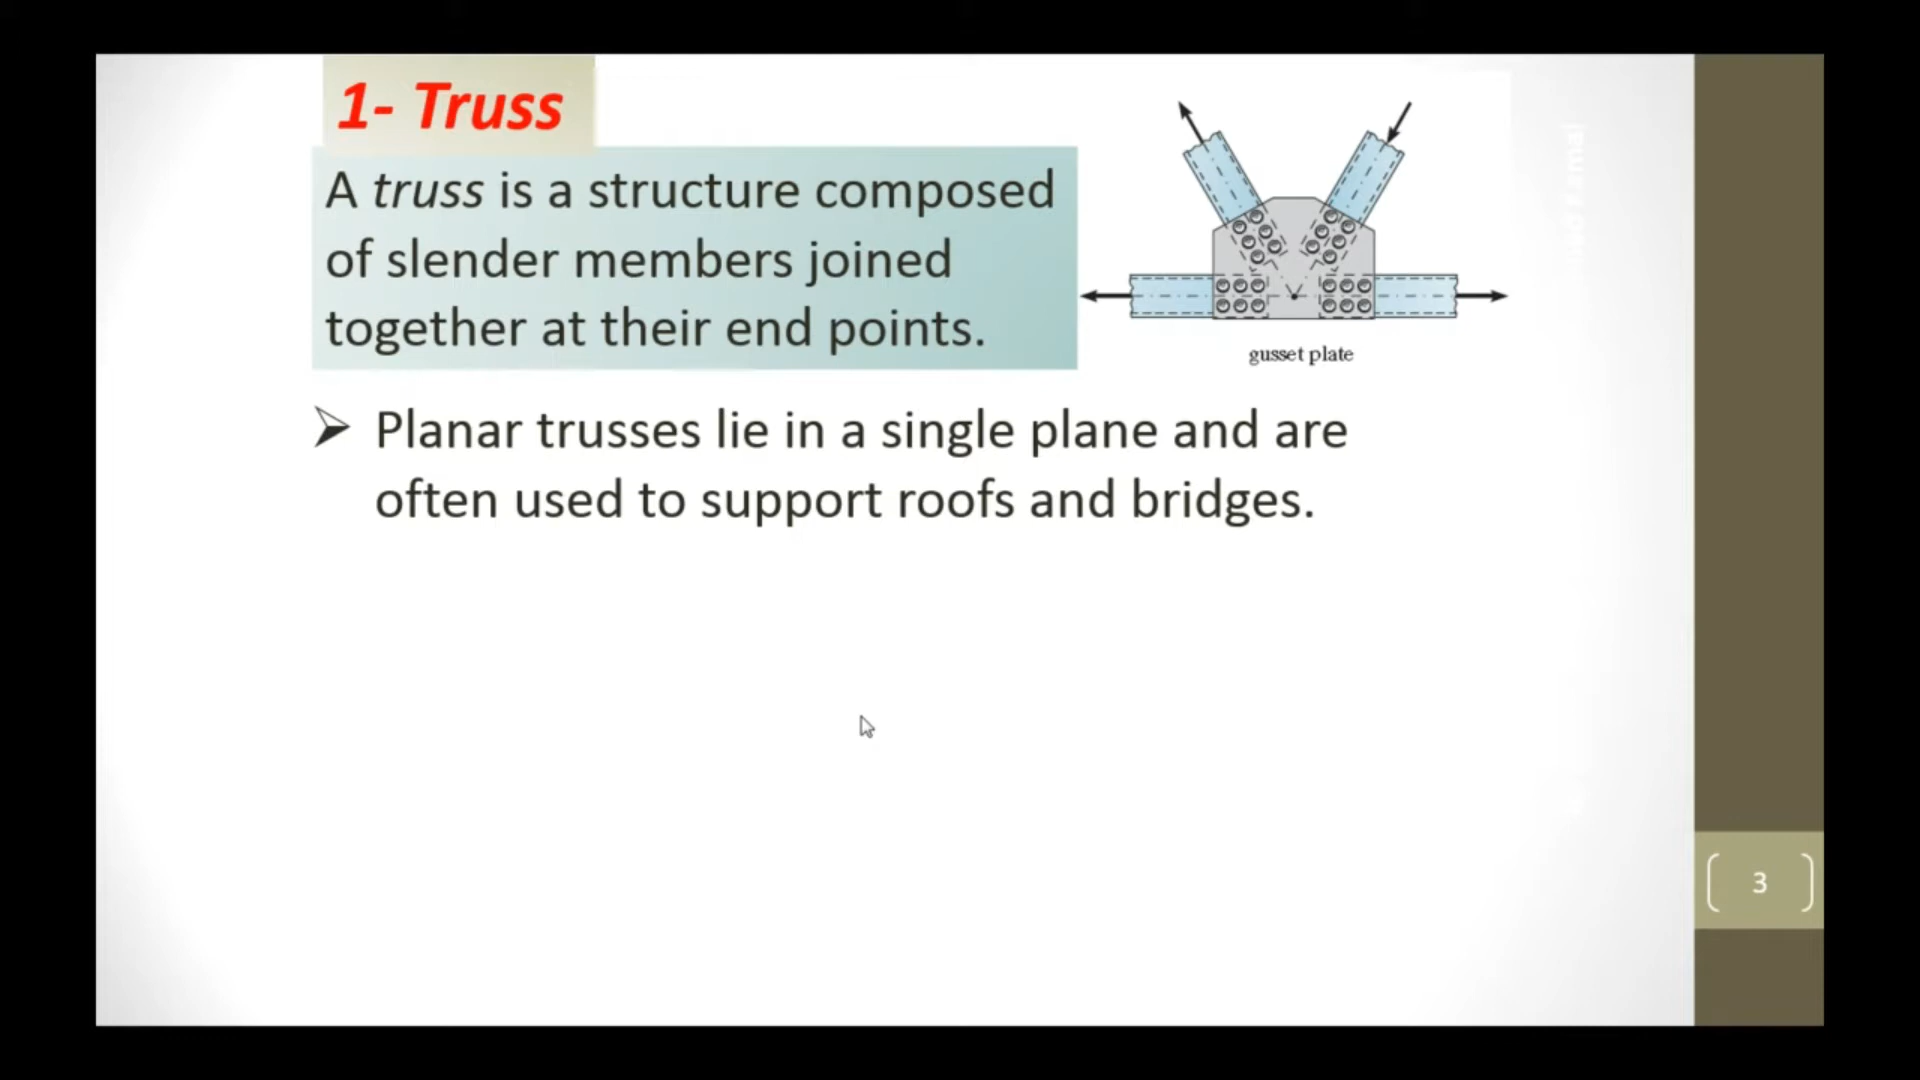 1- Truss
A truss is a structure composed
of slender members joined
together at their end points.
gusset plate
➢ Planar trusses lie in a single plane and are
often used to support roofs and bridges.
3